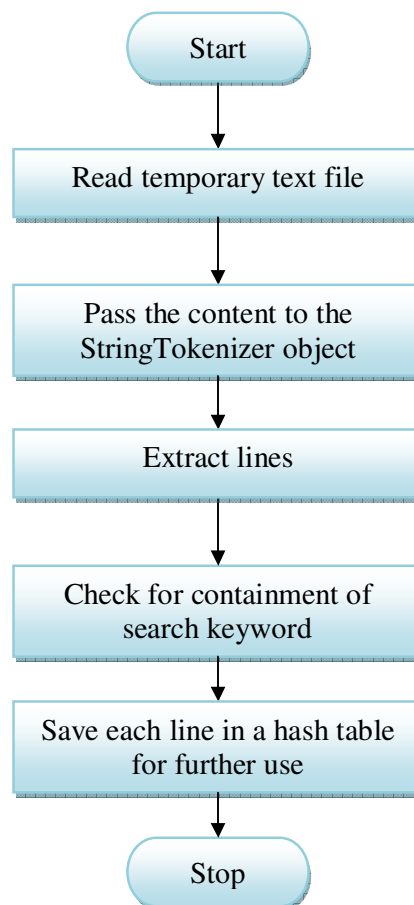 Start
Read temporary text file
Pass the content to the
StringTokenizer object
Extract lines
Check for containment of
search keyword
Save each line in a hash table
for further use
Stop